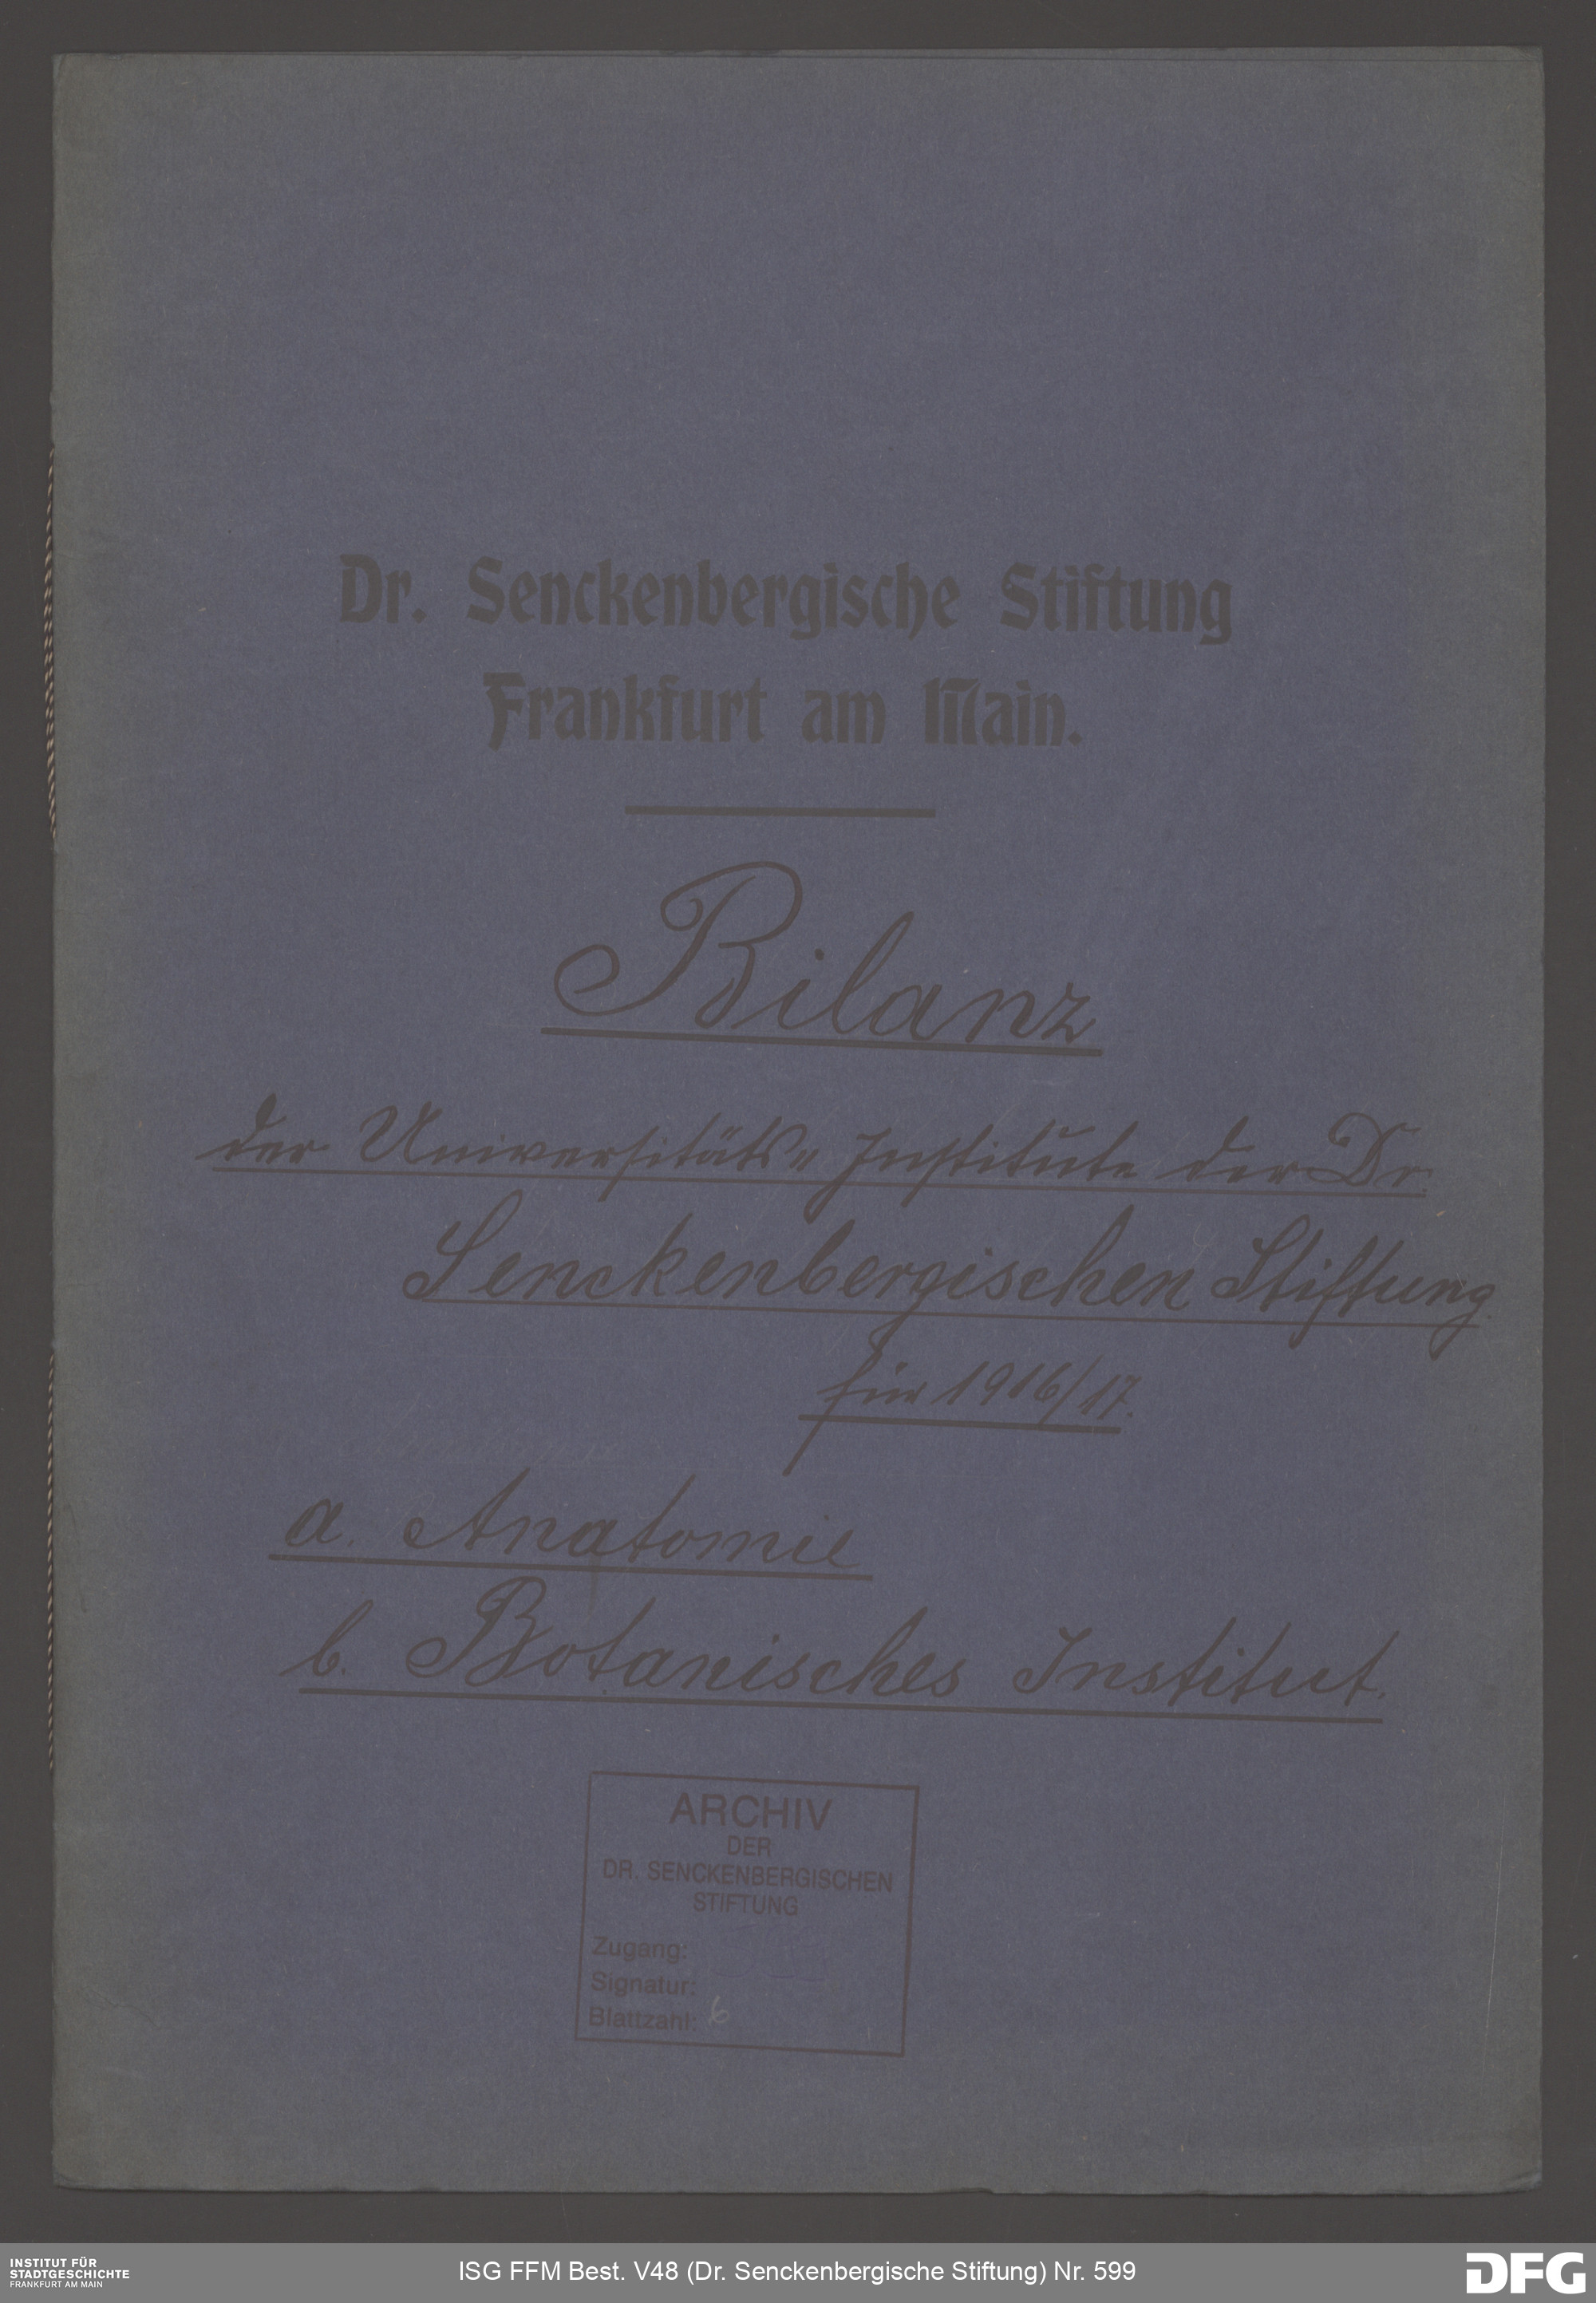 Dr. Senckenbergische Stiftung
Frankfurt am Main.
Bilanz
der Universitäts-Institute der Dr.
Senckenbergischen Stiftung
für 1916/17.
a. Anatomie
b. Botanisches Institut.
ARCHIV
DER
DR. SENCKENBERGISCHEN
STIFTUNG
Zugang:
Signatur:
Blattzahl: 6
INSTITUT FÜR
STADTGESCHICHTE
FRANKFURT AM MAIN
ISG FFM Best. V48 (Dr. Senckenbergische Stiftung) Nr. 599
DFG